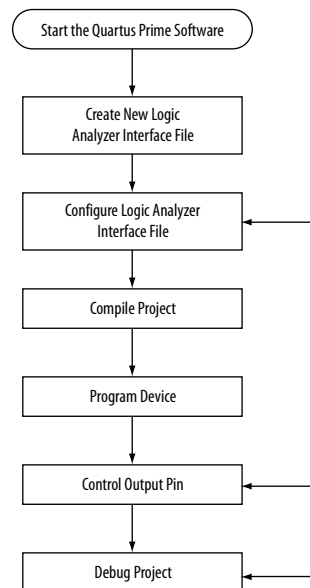 Start the Quartus Prime Software
Create New Logic
Analyzer Interface File
Configure Logic Analyzer
Interface File
Compile Project
Program Device
Control Output Pin
Debug Project